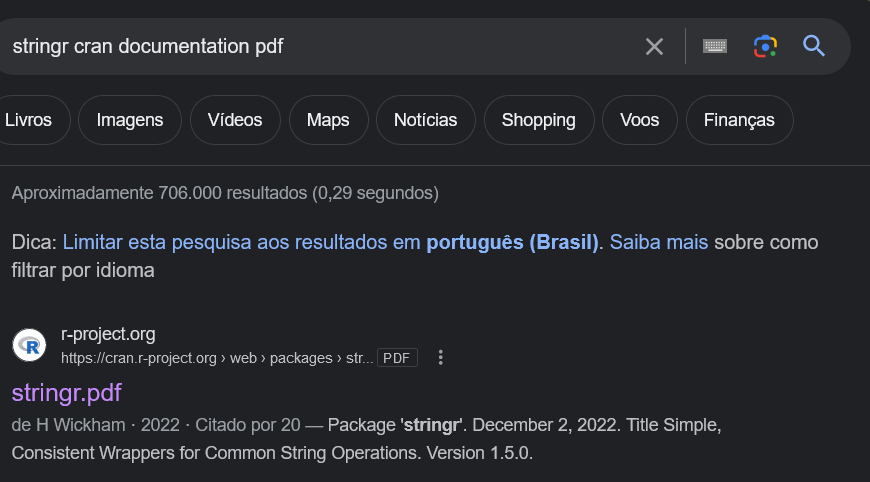 stringr cran documentation pdf
Livros Imagens Vídeos Maps Notícias Shopping Voos Finanças
Aproximadamente 706.000 resultados (0,29 segundos)
Dica: Limitar esta pesquisa aos resultados em português (Brasil). Saiba mais sobre como
filtrar por idioma
r-project.org
https://cran.r-project.org › web › packages › str... PDF
stringr.pdf
de H Wickham · 2022 · Citado por 20 — Package 'stringr'. December 2, 2022. Title Simple,
Consistent Wrappers for Common String Operations. Version 1.5.0.